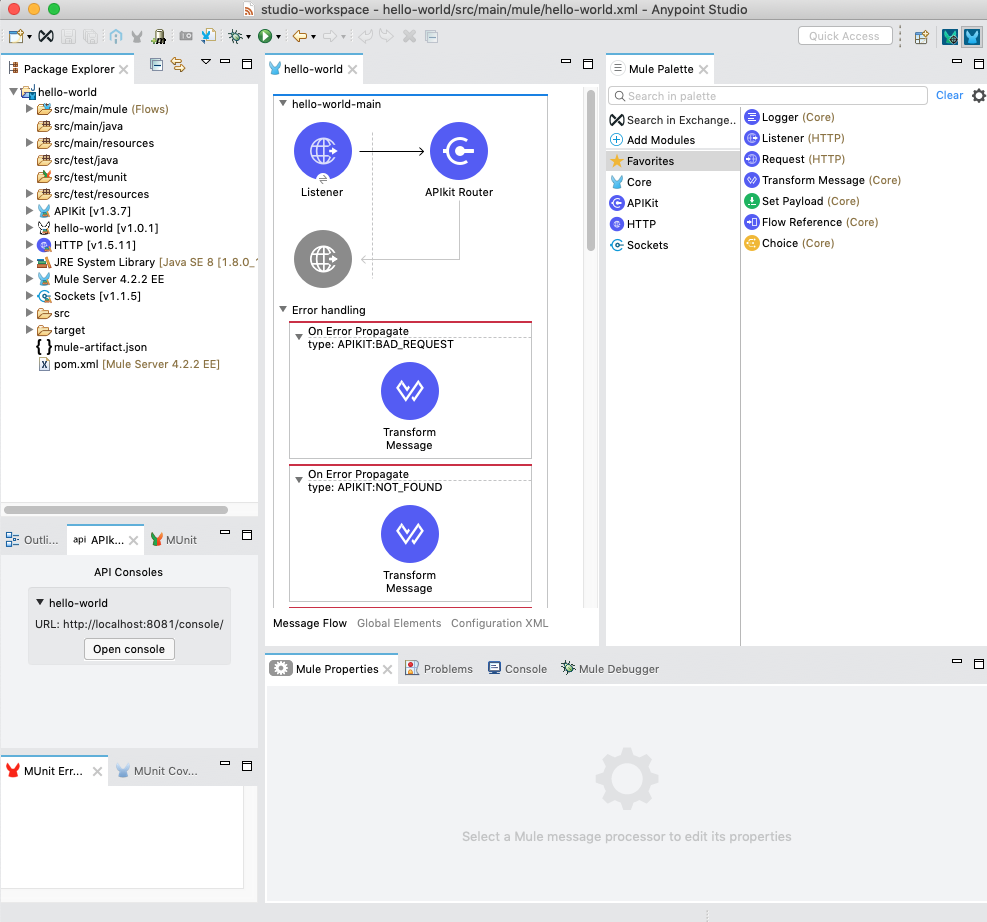 studio-workspace - hello-world/src/main/mule/hello-world.xml - Anypoint Studio
Quick Access
Package Explorer
hello-world
src/main/mule (Flows)
src/main/java
src/main/resources
src/test/java
src/test/munit
src/test/resources
APIKit [v1.3.7]
hello-world [v1.0.1]
HTTP [v1.5.11]
JRE System Library [Java SE 8 [1.8.0_1
Mule Server 4.2.2 EE
Sockets [v1.1.5]
src
target
{ } mule-artifact.json
X pom.xml [Mule Server 4.2.2 EE]
Outli...
api APIk...
MUnit
API Consoles
hello-world
URL: http://localhost:8081/console/
Open console
MUnit Err...
MUnit Cov...
hello-world
hello-world-main
Listener
APIkit Router
Error handling
On Error Propagate
type: APIKIT:BAD_REQUEST
Transform
Message
On Error Propagate
type: APIKIT:NOT_FOUND
Transform
Message
Message Flow
Global Elements
Configuration XML
Mule Palette
Search in palette
Clear
Search in Exchange..
Add Modules
Favorites
Core
APIKit
HTTP
Sockets
Logger (Core)
Listener (HTTP)
Request (HTTP)
Transform Message (Core)
Set Payload (Core)
Flow Reference (Core)
Choice (Core)
Mule Properties
Problems
Console
Mule Debugger
Select a Mule message processor to edit its properties